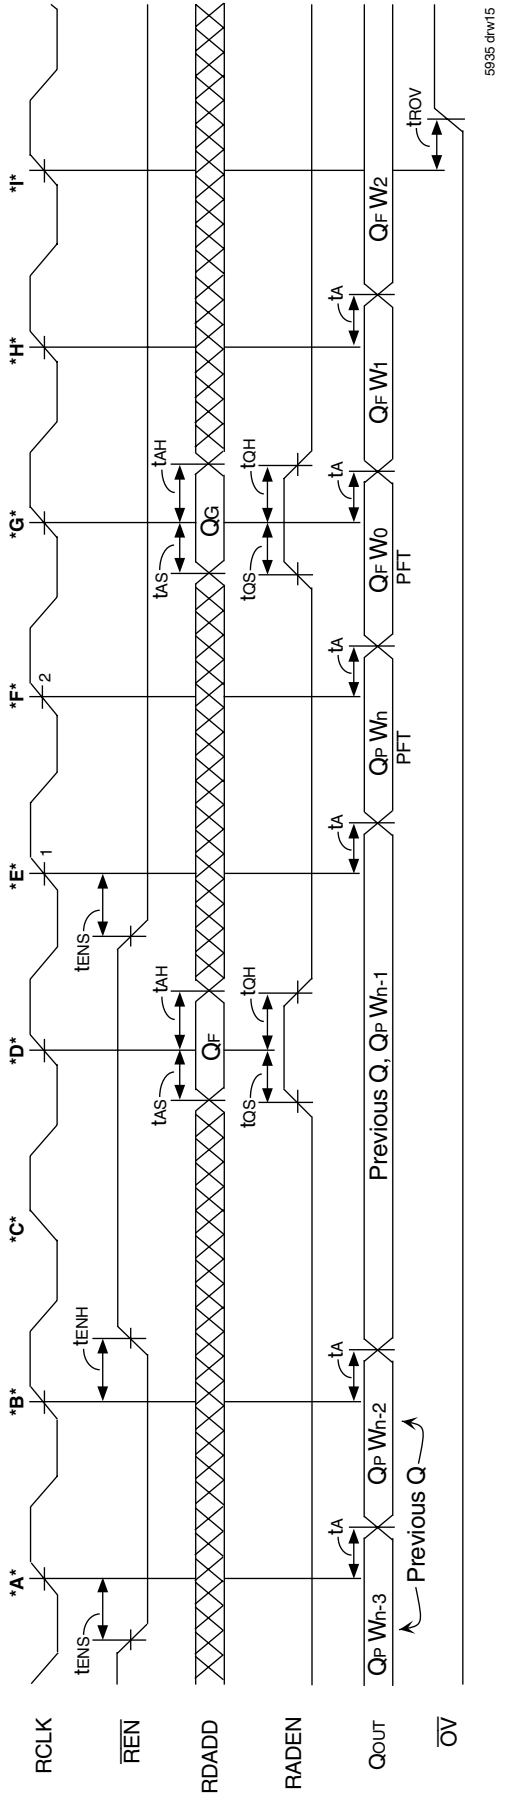 *A*
*B*
*C*
*D*
*E*
*F*
*G*
*H*
*I*
RCLK
1
2
REN
tENS
tENH
tENS
RDADD
tAS
tAH
QF
tAS
tAH
QG
RADEN
tQS
tQH
tQS
tQH
tA
tA
tA
tA
tA
tA
QOUT
QP Wn-3
QP Wn-2
Previous Q, QP Wn-1
QP Wn
QF W0
QF W1
QF W2
Previous Q
PFT
PFT
tROV
OV
5935 drw15